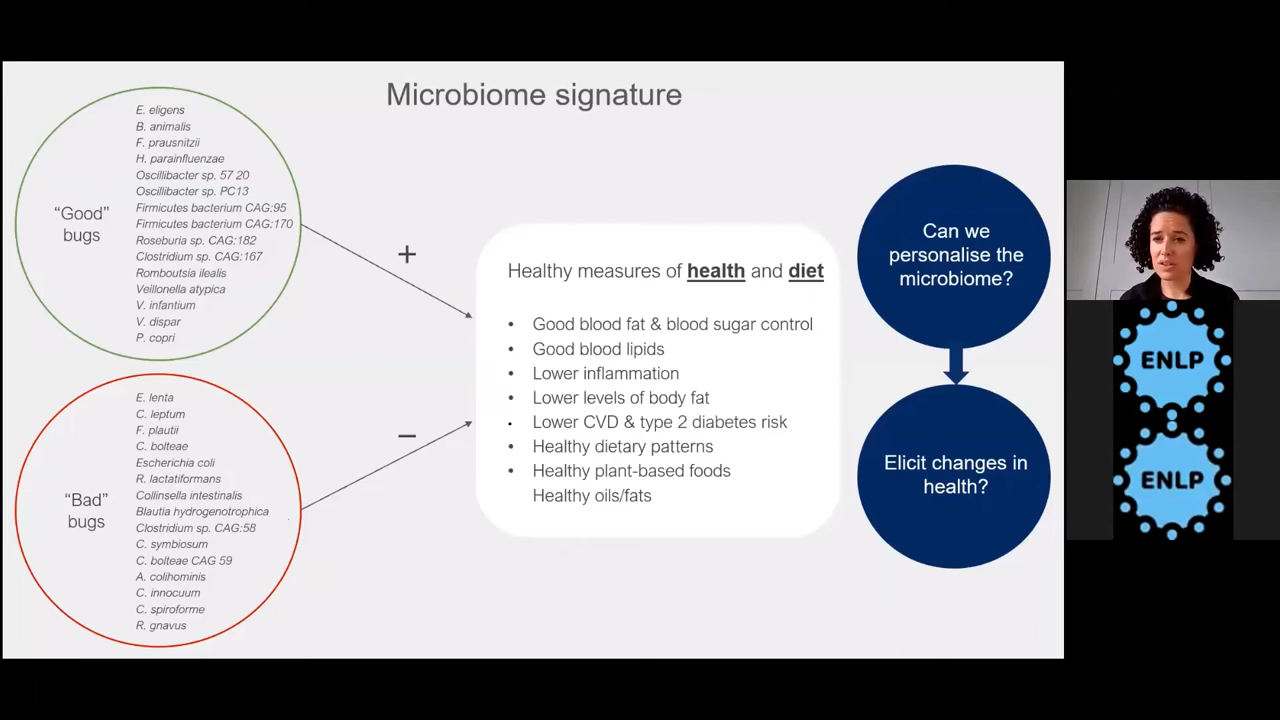 Microbiome signature
"Good"
bugs
E. eligens
B. animalis
F. prausnitzii
H. parainfluenzae
Oscillibacter sp. 57 20
Oscillibacter sp. PC13
Firmicutes bacterium CAG:95
Firmicutes bacterium CAG:170
Roseburia sp. CAG:182
Clostridium sp. CAG:167
Romboutsia ilealis
Veillonella atypica
V. infantium
V. dispar
P. copri
"Bad"
bugs
E. lenta
C. leptum
F. plautii
C. bolteae
Escherichia coli
R. lactatiformans
Collinsella intestinalis
Blautia hydrogenotrophica
Clostridium sp. CAG:58
C. symbiosum
C. bolteae CAG 59
A. colihominis
C. innocuum
C. spiroforme
R. gnavus
+
–
Healthy measures of health and diet
• Good blood fat & blood sugar control
• Good blood lipids
• Lower inflammation
• Lower levels of body fat
• Lower CVD & type 2 diabetes risk
• Healthy dietary patterns
• Healthy plant-based foods
Healthy oils/fats
Can we
personalise the
microbiome?
Elicit changes in
health?
ENLP
ENLP